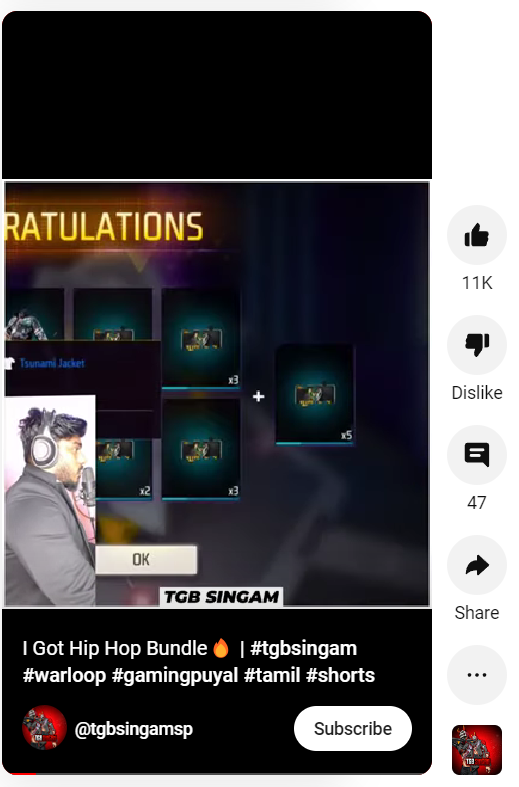 RATULATIONS
Tsunami Jacket
x3
+
x5
x2
x3
OK
TGB SINGAM
I Got Hip Hop Bundle🔥 | #tgbsingam
#warloop #gamingpuyal #tamil #shorts
@tgbsingamsp
Subscribe
11K
Dislike
47
Share